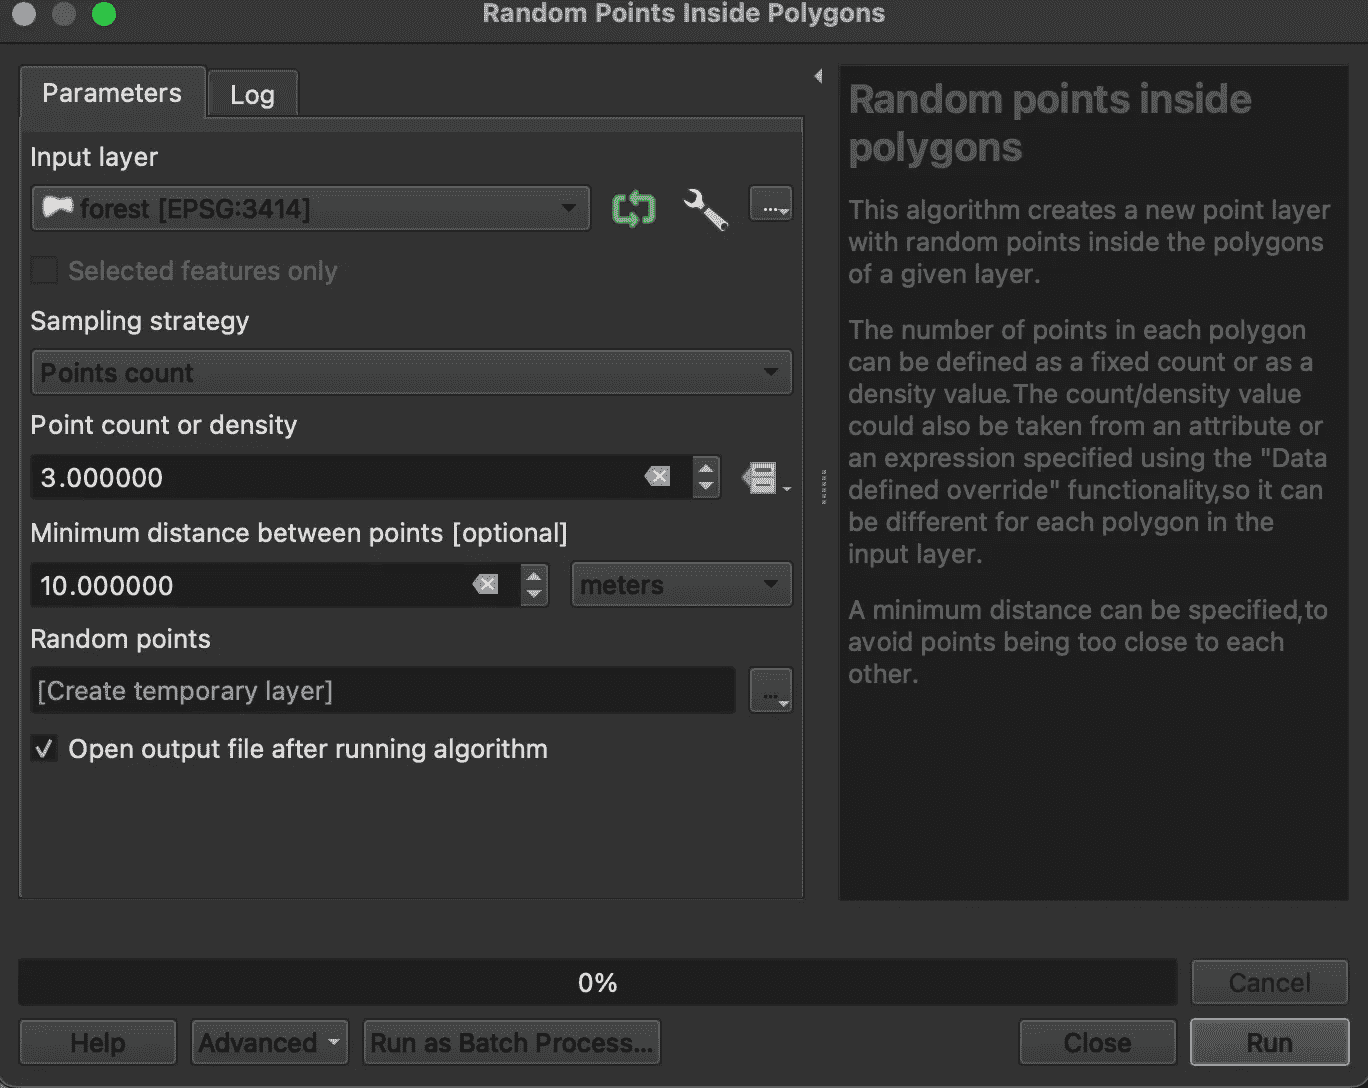 Random Points Inside Polygons
Parameters
Log
Input layer
forest [EPSG:3414]
...
Selected features only
Sampling strategy
Points count
Point count or density
3.000000
Minimum distance between points [optional]
10.000000
meters
Random points
[Create temporary layer]
...
Open output file after running algorithm
Random points inside
polygons
This algorithm creates a new point layer
with random points inside the polygons
of a given layer.
The number of points in each polygon
can be defined as a fixed count or as a
density value.The count/density value
could also be taken from an attribute or
an expression specified using the "Data
defined override" functionality,so it can
be different for each polygon in the
input layer.
A minimum distance can be specified,to
avoid points being too close to each
other.
0%
Cancel
Help
Advanced
Run as Batch Process...
Close
Run